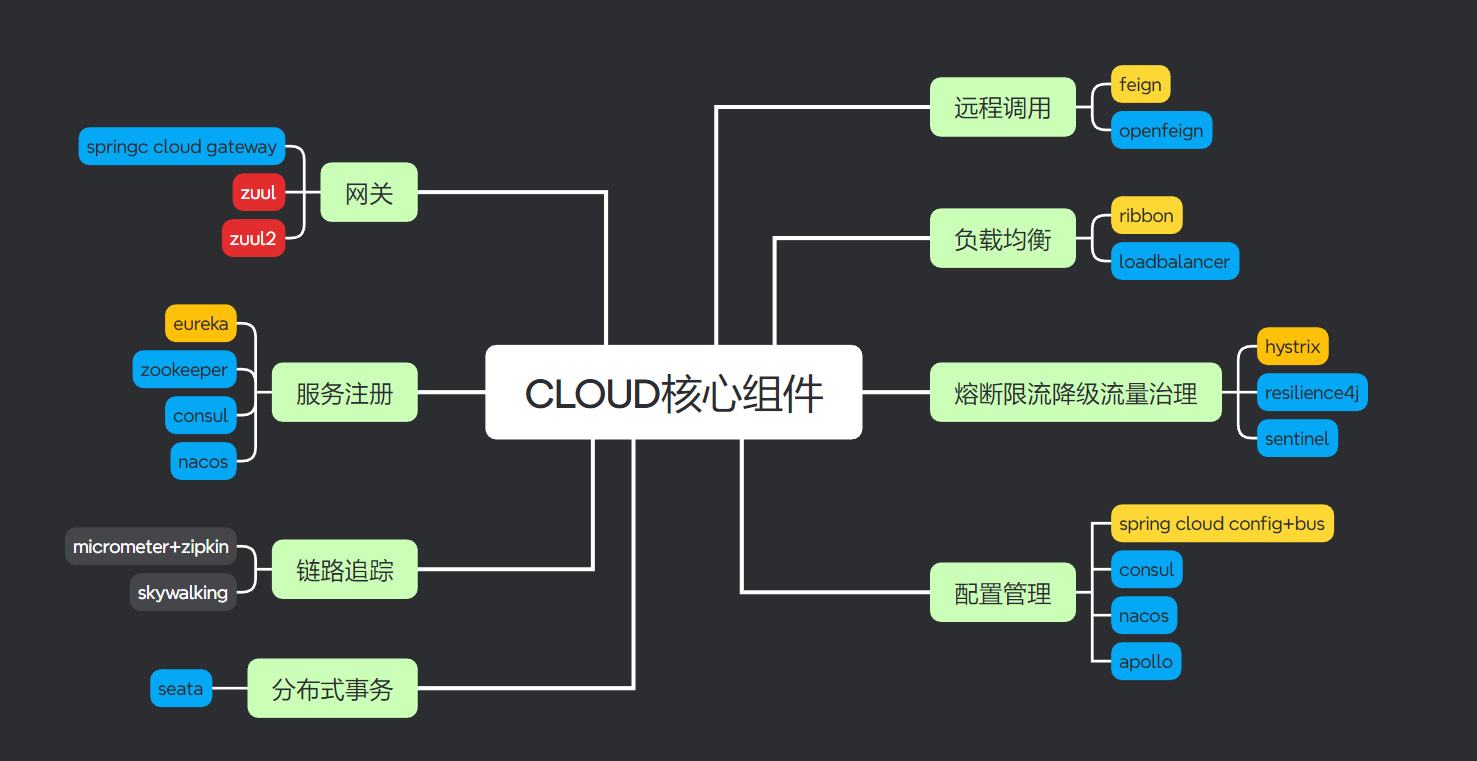 CLOUD核心组件
远程调用
feign
openfeign
负载均衡
ribbon
loadbalancer
熔断限流降级流量治理
hystrix
resilience4j
sentinel
配置管理
spring cloud config+bus
consul
nacos
apollo
网关
springc cloud gateway
zuul
zuul2
服务注册
eureka
zookeeper
consul
nacos
链路追踪
micrometer+zipkin
skywalking
分布式事务
seata